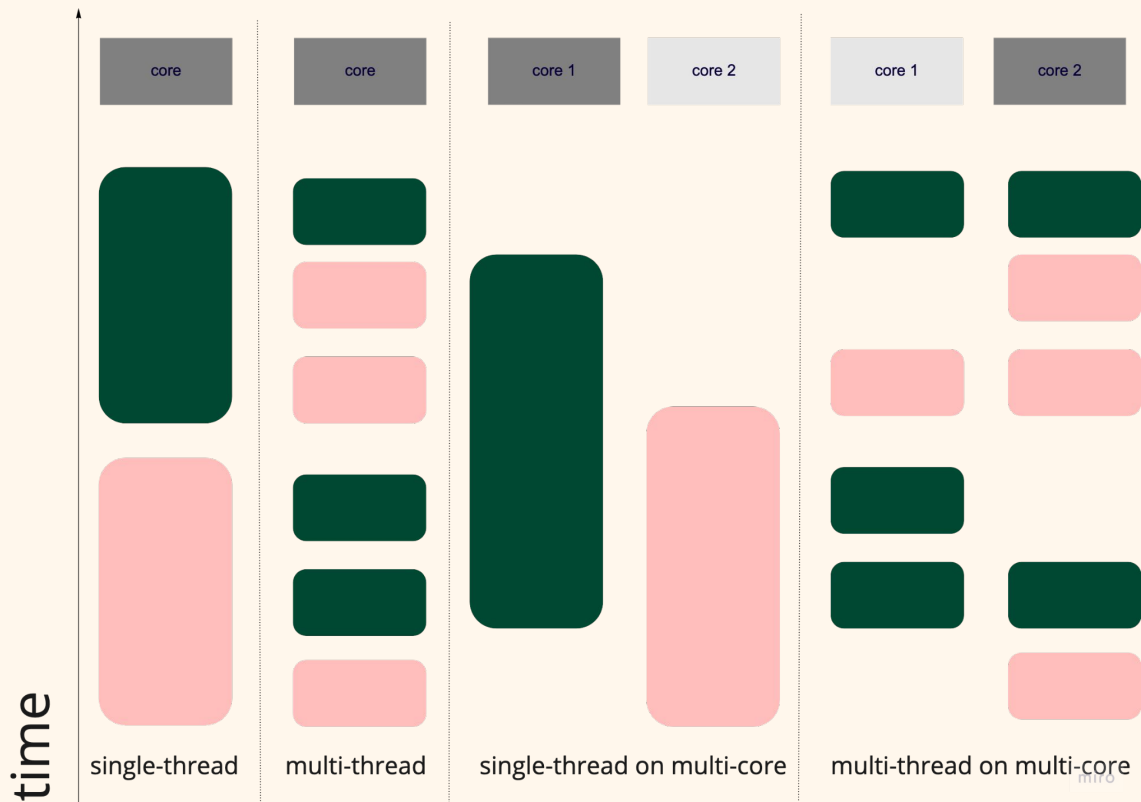 core
core
core 1
core 2
core 1
core 2
time
single-thread
multi-thread
single-thread on multi-core
multi-thread on multi-core
miro